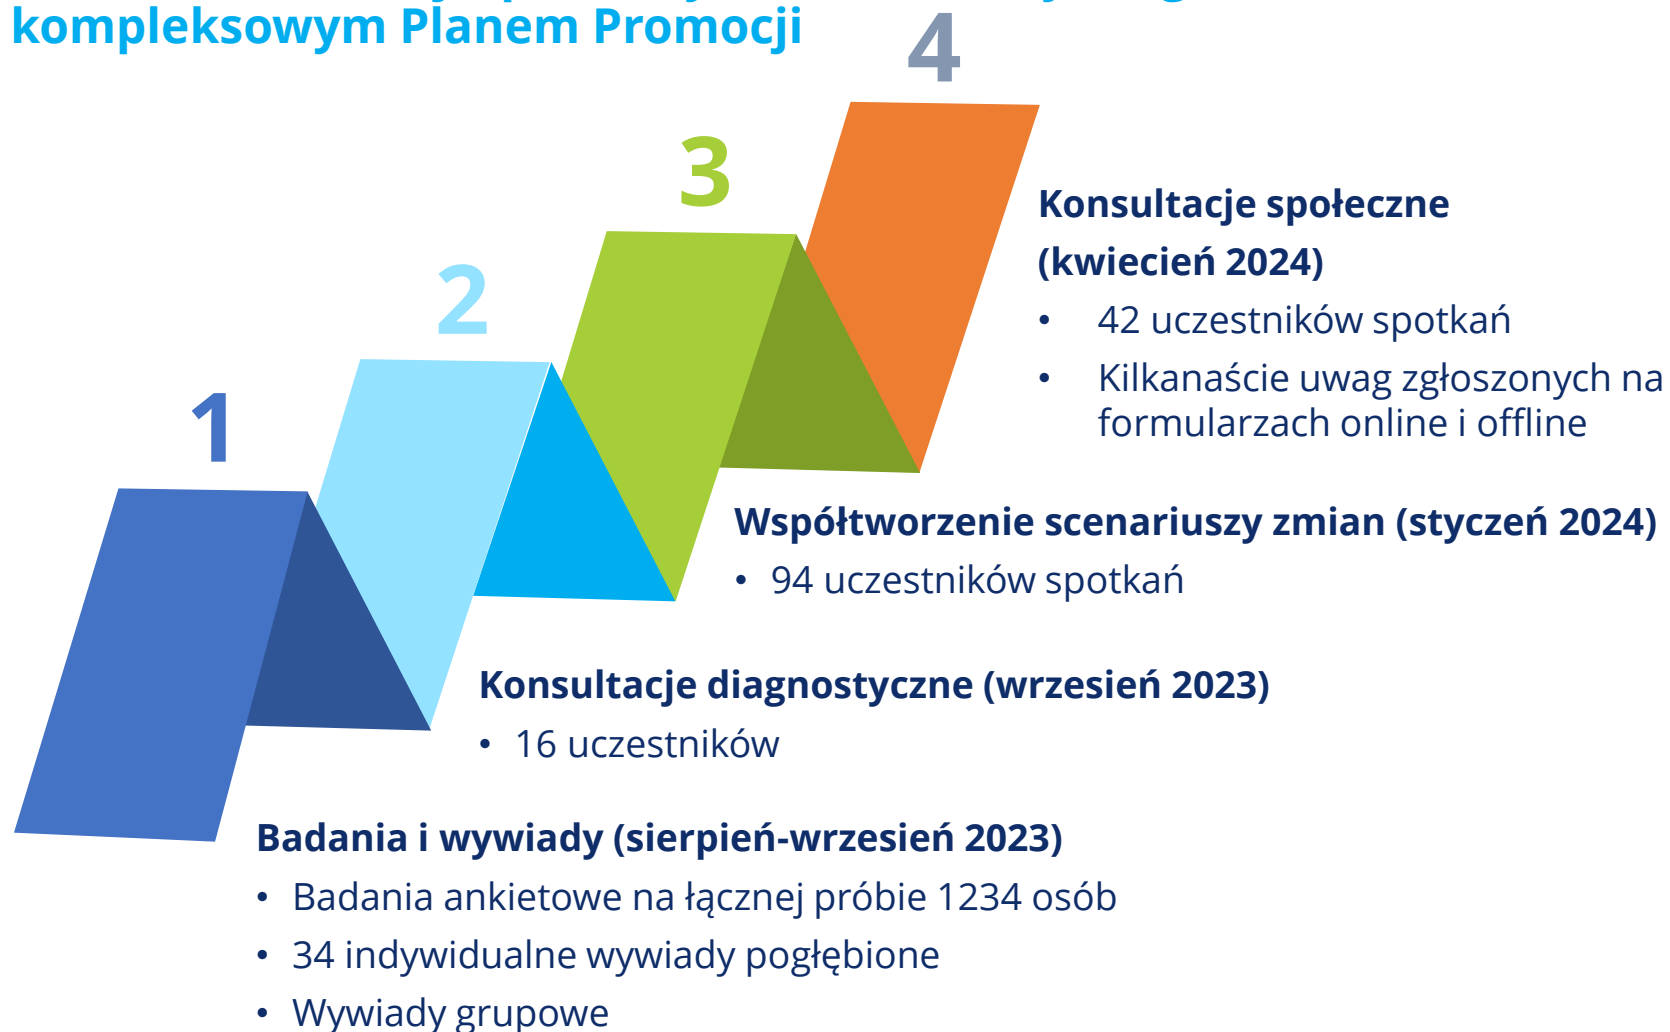 kompleksowym Planem Promocji
4
3
2
1
Konsultacje społeczne
(kwiecień 2024)
• 42 uczestników spotkań
• Kilkanaście uwag zgłoszonych na
formularzach online i offline
Współtworzenie scenariuszy zmian (styczeń 2024)
• 94 uczestników spotkań
Konsultacje diagnostyczne (wrzesień 2023)
• 16 uczestników
Badania i wywiady (sierpień-wrzesień 2023)
• Badania ankietowe na łącznej próbie 1234 osób
• 34 indywidualne wywiady pogłębione
• Wywiady grupowe